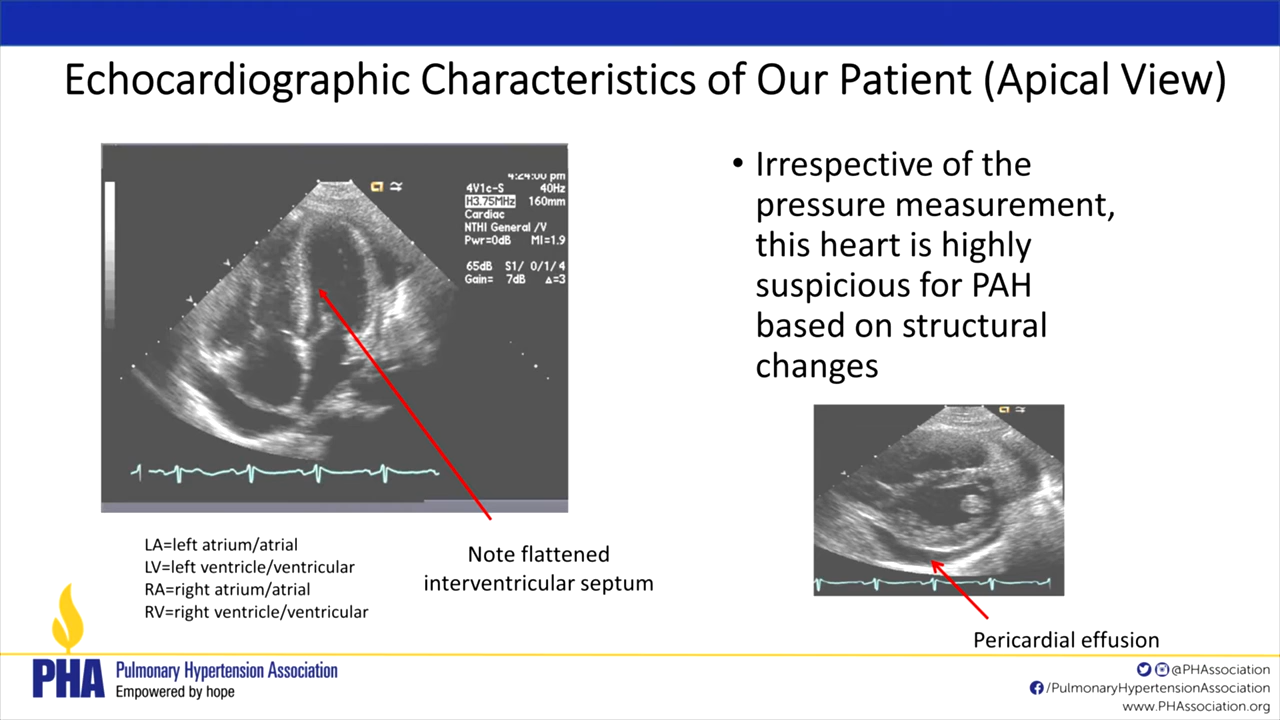 Echocardiographic Characteristics of Our Patient (Apical View)
4:24:00 pm
4V1c-S 40Hz
H3.75MHz 160mm
Cardiac
NTHI General /V
Pwr=0dB MI=1.9
65dB S1/ 0/1/4
Gain= 7dB Δ=3
• Irrespective of the
pressure measurement,
this heart is highly
suspicious for PAH
based on structural
changes
LA=left atrium/atrial
LV=left ventricle/ventricular
RA=right atrium/atrial
RV=right ventricle/ventricular
Note flattened
interventricular septum
Pericardial effusion
PHA Pulmonary Hypertension Association
Empowered by hope
@PHAssociation
/PulmonaryHypertensionAssociation
www.PHAssociation.org